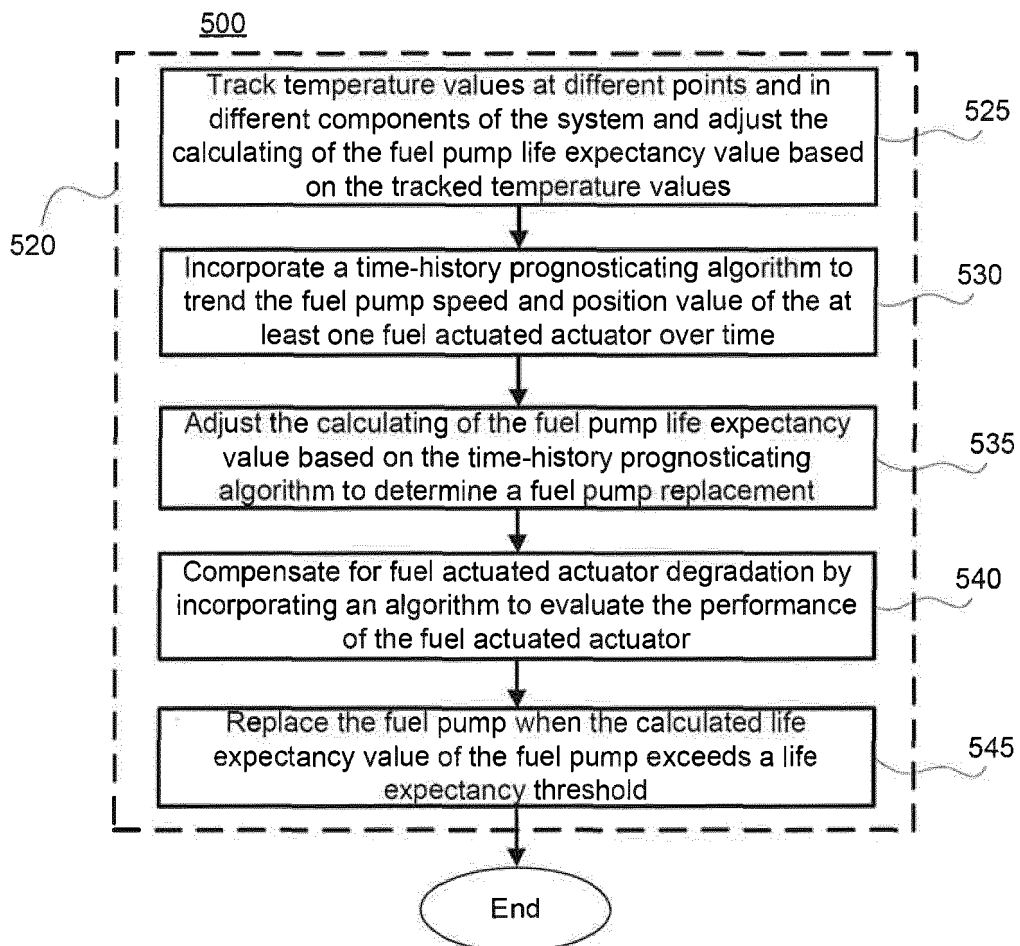 500
Track temperature values at different points and in
different components of the system and adjust the
calculating of the fuel pump life expectancy value based
on the tracked temperature values
525
520
Incorporate a time-history prognosticating algorithm to
trend the fuel pump speed and position value of the at
least one fuel actuated actuator over time
530
Adjust the calculating of the fuel pump life expectancy
value based on the time-history prognosticating
algorithm to determine a fuel pump replacement
535
Compensate for fuel actuated actuator degradation by
incorporating an algorithm to evaluate the performance
of the fuel actuated actuator
540
Replace the fuel pump when the calculated life
expectancy value of the fuel pump exceeds a life
expectancy threshold
545
End